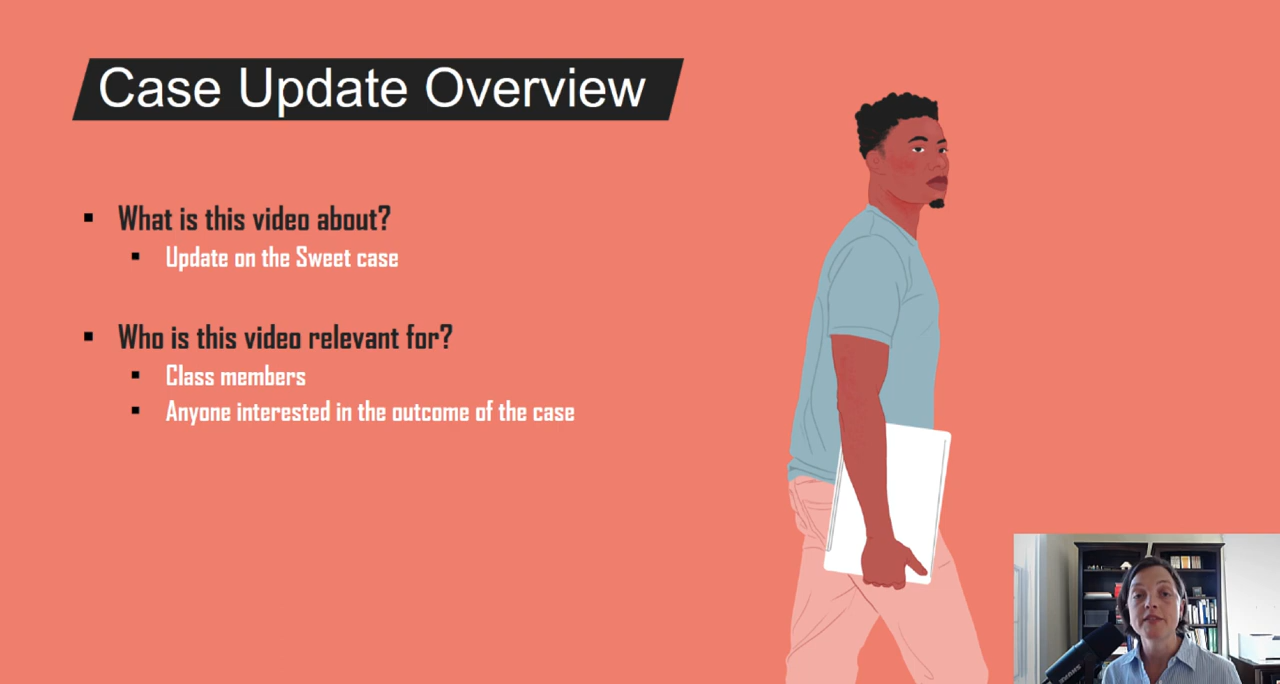 Case Update Overview
What is this video about?
Update on the Sweet case
Who is this video relevant for?
Class members
Anyone interested in the outcome of the case